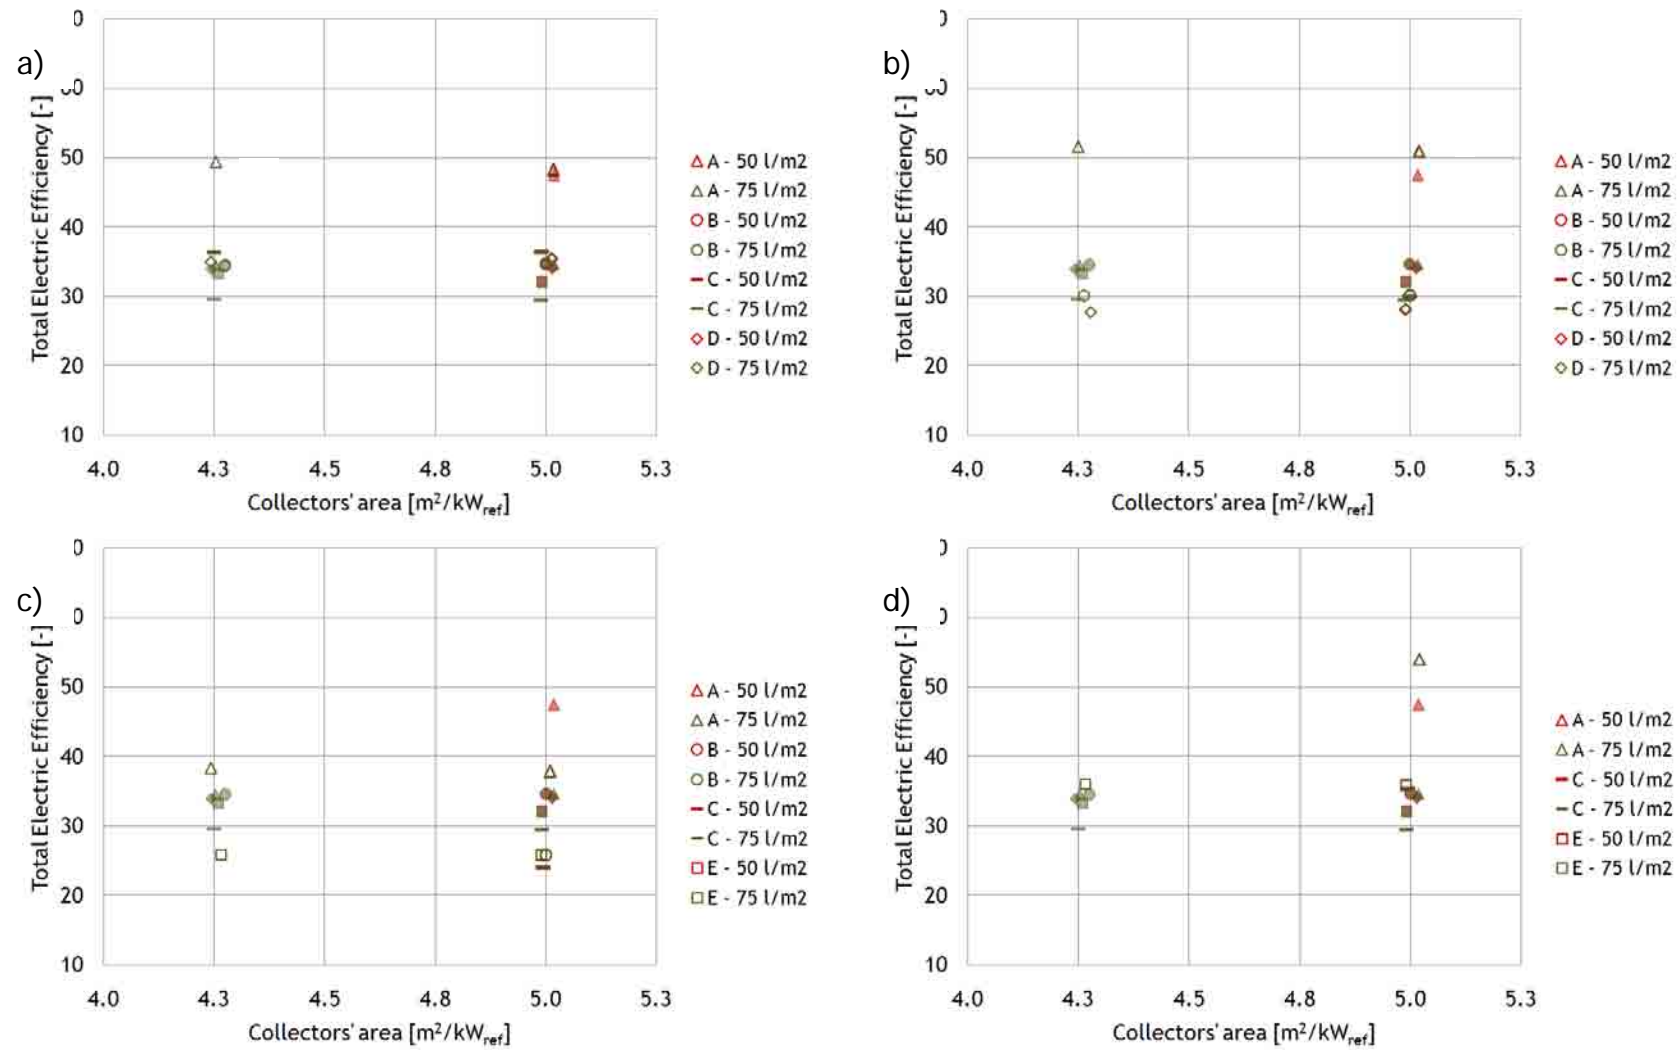 a)
0
0
50
40
30
20
10
Total Electric Efficiency [-]
4.0 4.3 4.5 4.8 5.0 5.3
Collectors' area [m²/kWref]
A - 50 l/m2
A - 75 l/m2
B - 50 l/m2
B - 75 l/m2
C - 50 l/m2
C - 75 l/m2
D - 50 l/m2
D - 75 l/m2
b)
0
0
50
40
30
20
10
Total Electric Efficiency [-]
4.0 4.3 4.5 4.8 5.0 5.3
Collectors' area [m²/kWref]
A - 50 l/m2
A - 75 l/m2
B - 50 l/m2
B - 75 l/m2
C - 50 l/m2
C - 75 l/m2
D - 50 l/m2
D - 75 l/m2
c)
0
0
50
40
30
20
10
Total Electric Efficiency [-]
4.0 4.3 4.5 4.8 5.0 5.3
Collectors' area [m²/kWref]
A - 50 l/m2
A - 75 l/m2
B - 50 l/m2
B - 75 l/m2
C - 50 l/m2
C - 75 l/m2
E - 50 l/m2
E - 75 l/m2
d)
0
0
50
40
30
20
10
Total Electric Efficiency [-]
4.0 4.3 4.5 4.8 5.0 5.3
Collectors' area [m²/kWref]
A - 50 l/m2
A - 75 l/m2
C - 50 l/m2
C - 75 l/m2
E - 50 l/m2
E - 75 l/m2